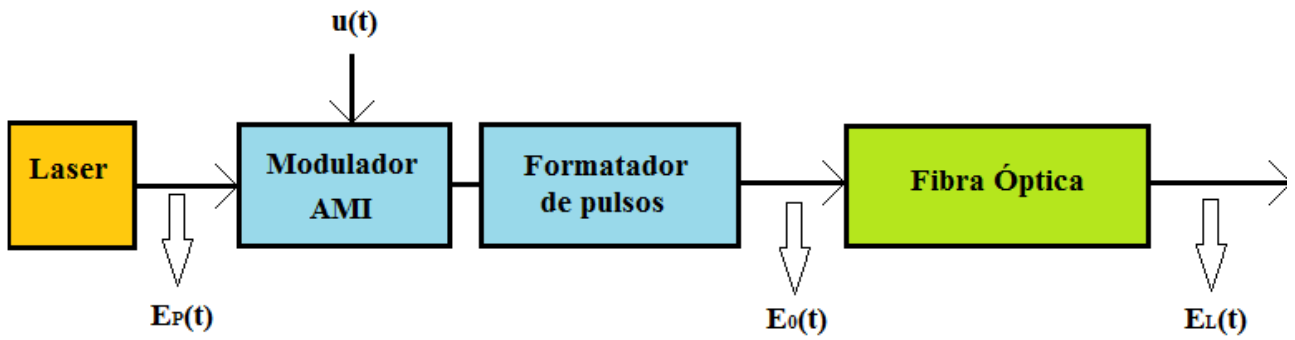 u(t)
Laser
Modulador
AMI
Formatador
de pulsos
Fibra Óptica
EP(t)
E0(t)
EL(t)